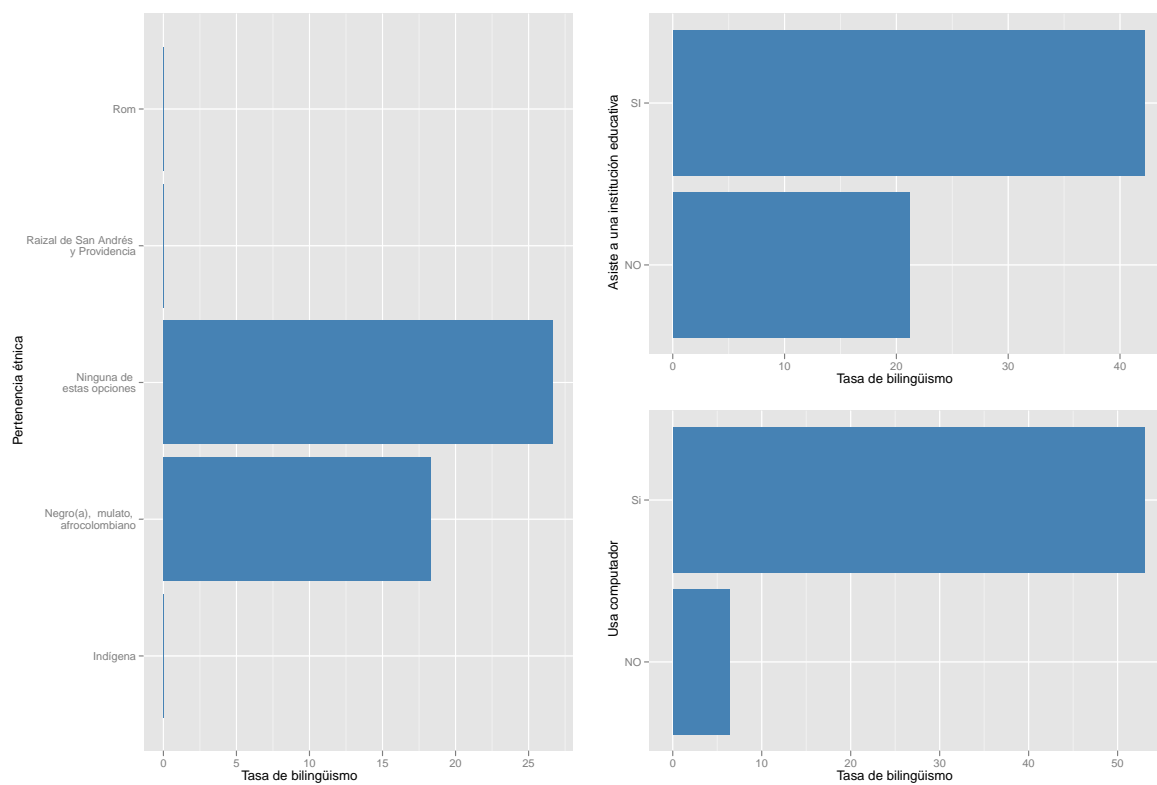 Pertenencia étnica
Rom
Raizal de San Andrés
y Providencia
Ninguna de
estas opciones
Negro(a),  mulato,
afrocolombiano
Indígena
0 5 10 15 20 25
Tasa de bilingüismo
Asiste a una institución educativa
SI
NO
0 10 20 30 40
Tasa de bilingüismo
Usa computador
Si
NO
0 10 20 30 40 50
Tasa de bilingüismo